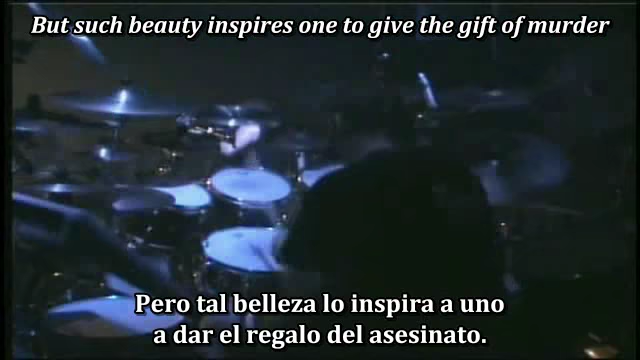 But such beauty inspires one to give the gift of murder
Pero tal belleza lo inspira a uno
a dar el regalo del asesinato.